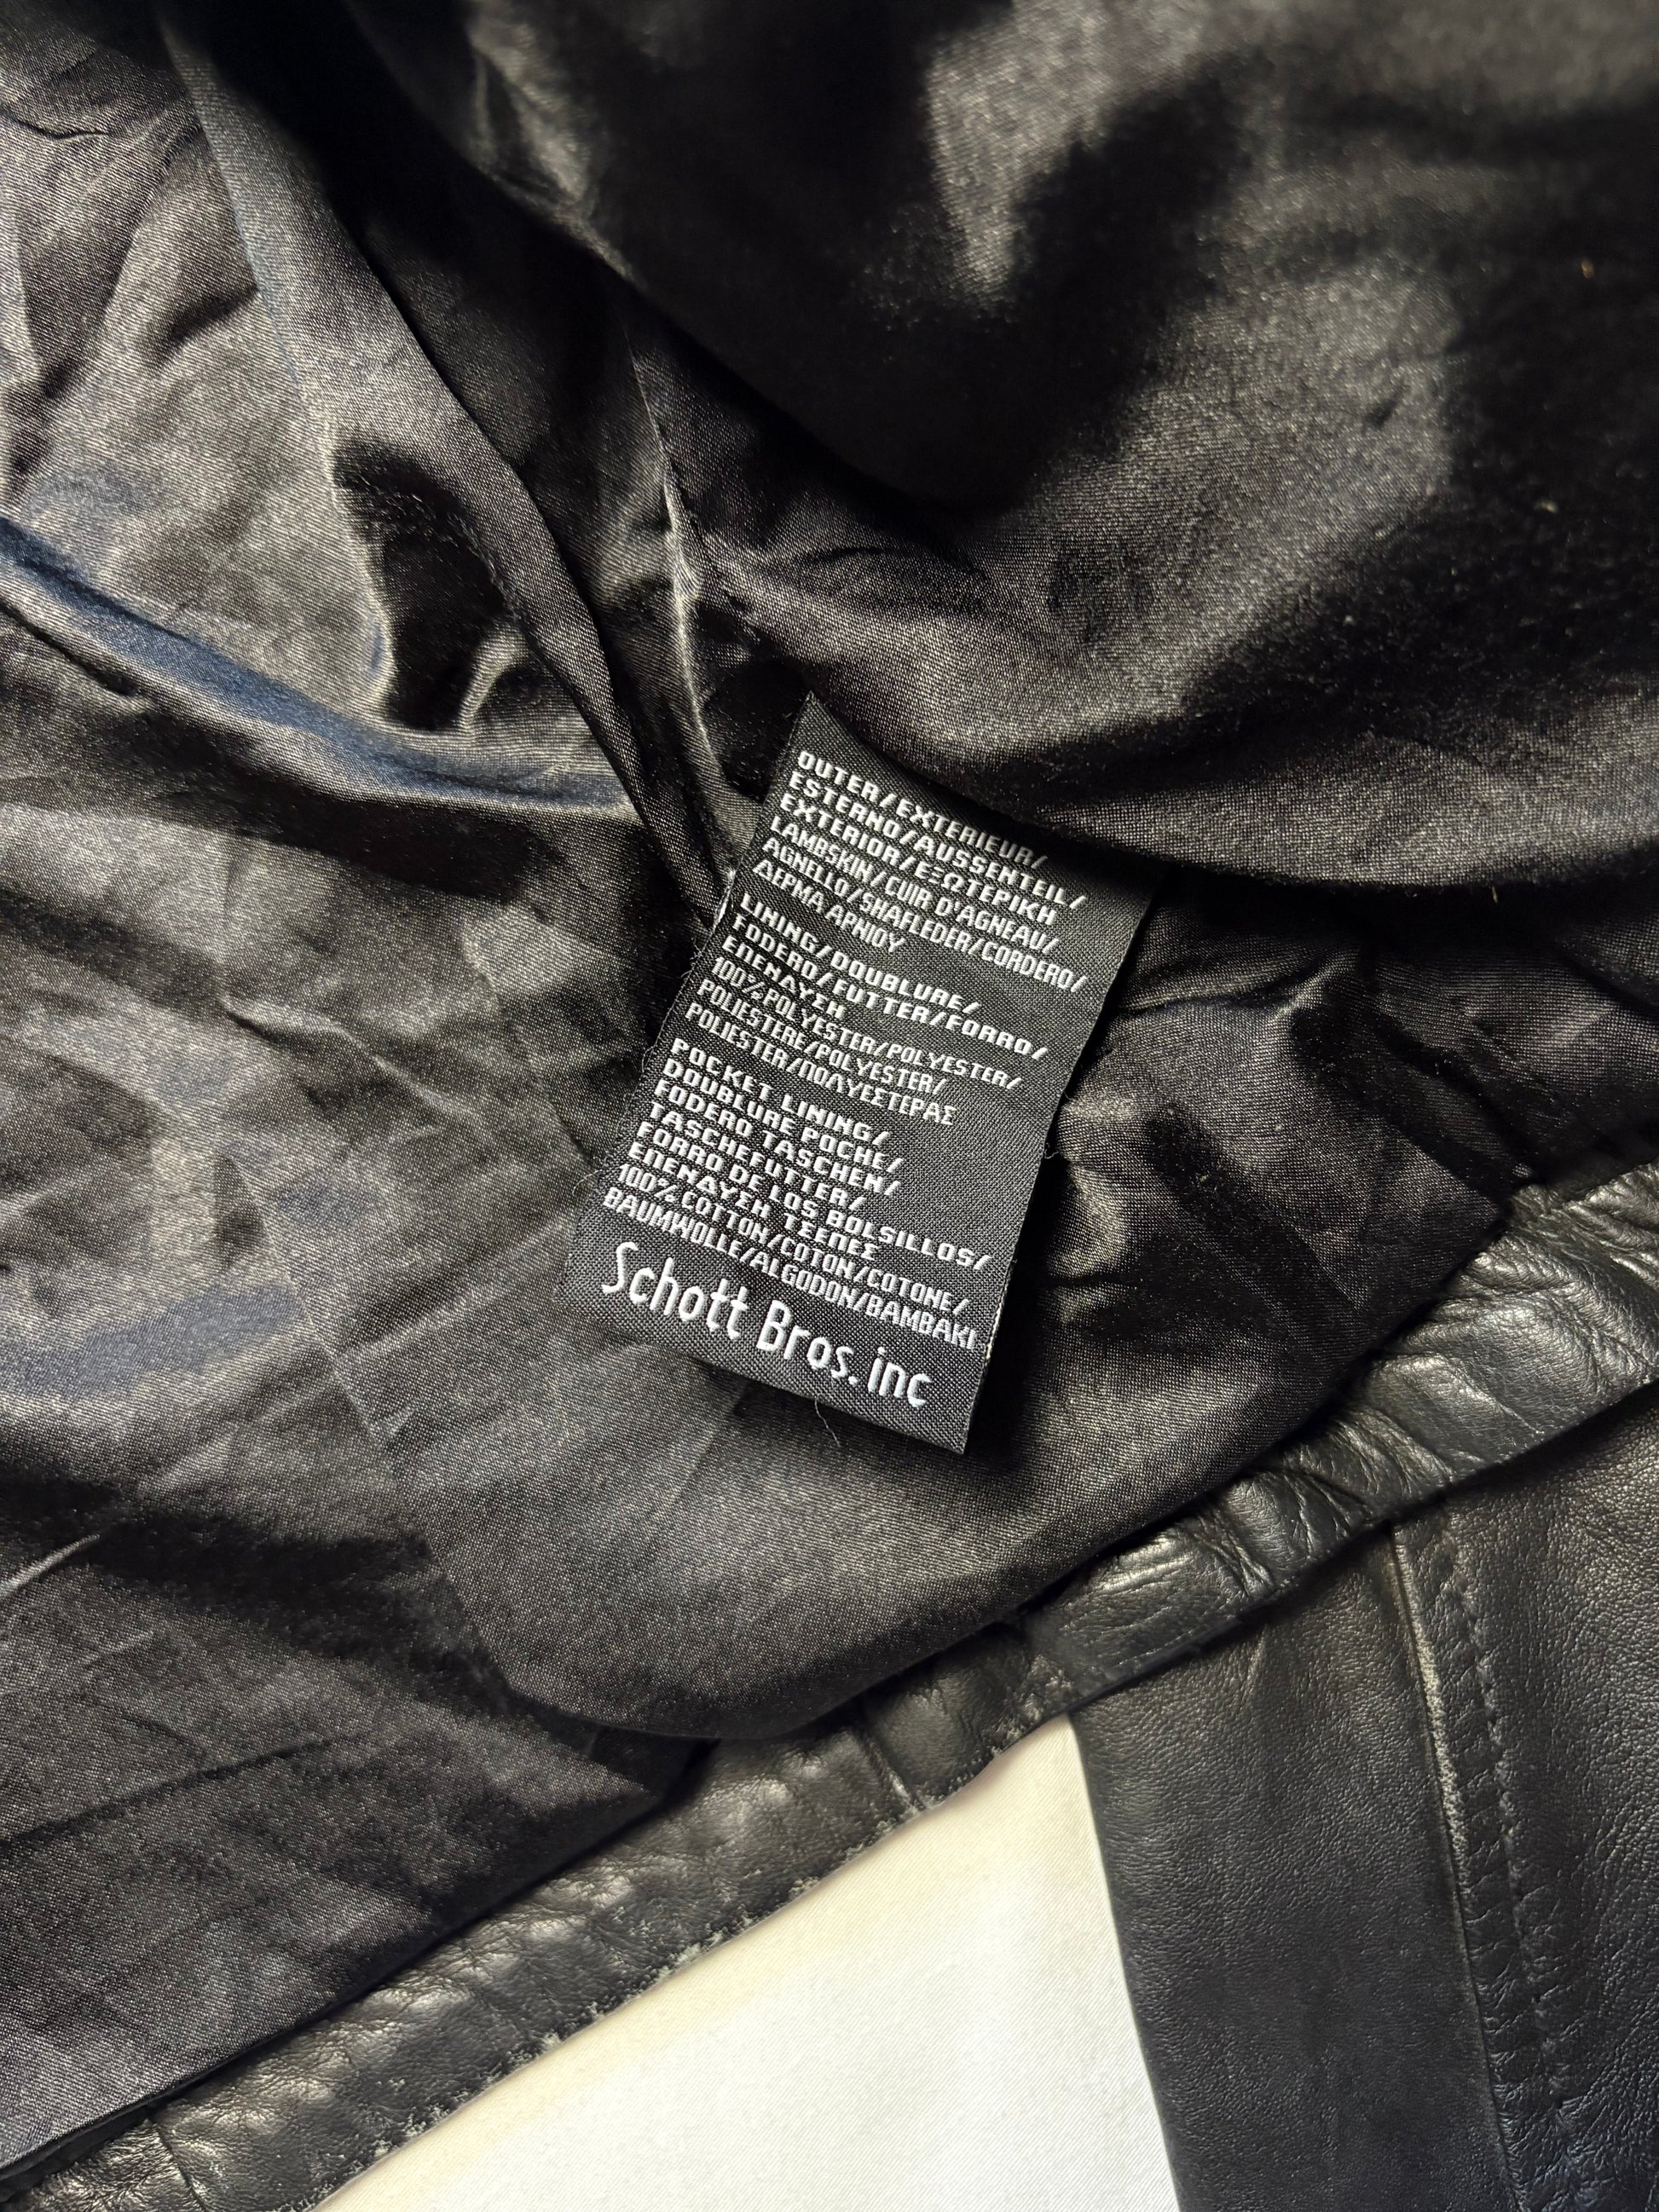 OUTER/EXTERIEUR/
ESTERNO/AUSSENTEIL/
EXTERIOR/ΕΞΩΤΕΡΙΚΗ
LAMBSKIN/CUIR D'AGNEAU/
AGNELLO/SHAFLEDER/CORDERO/
ΔΕΡΜΑ ΑΡΝΙΟΥ
LINING/DOUBLURE/
FODERO/FUTTER/FORRO/
ΕΠΕΝΔΥΣΗ
100%POLYESTER/POLYESTER/
POLIESTERE/POLYESTER/
POLIESTER/ΠΟΛΥΕΣΤΕΡΑΣ
POCKET LINING/
DOUBLURE POCHE/
FODERO TASCHEN/
TASCHEFUTTER/
FORRO DE LOS BOLSILLOS/
ΕΠΕΝΔΥΣΗ ΤΣΕΠΕΣ
100%COTTON/COTON/COTONE/
BAUMWOLLE/ALGODON/BAMBAKI
Schott Bros. inc